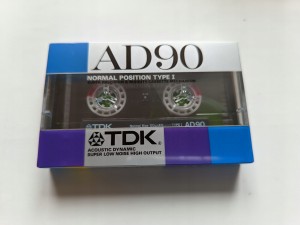 AD90
NORMAL POSITION TYPE I
TDK
AD90
TDK®
ACOUSTIC DYNAMIC
SUPER LOW NOISE HIGH OUTPUT